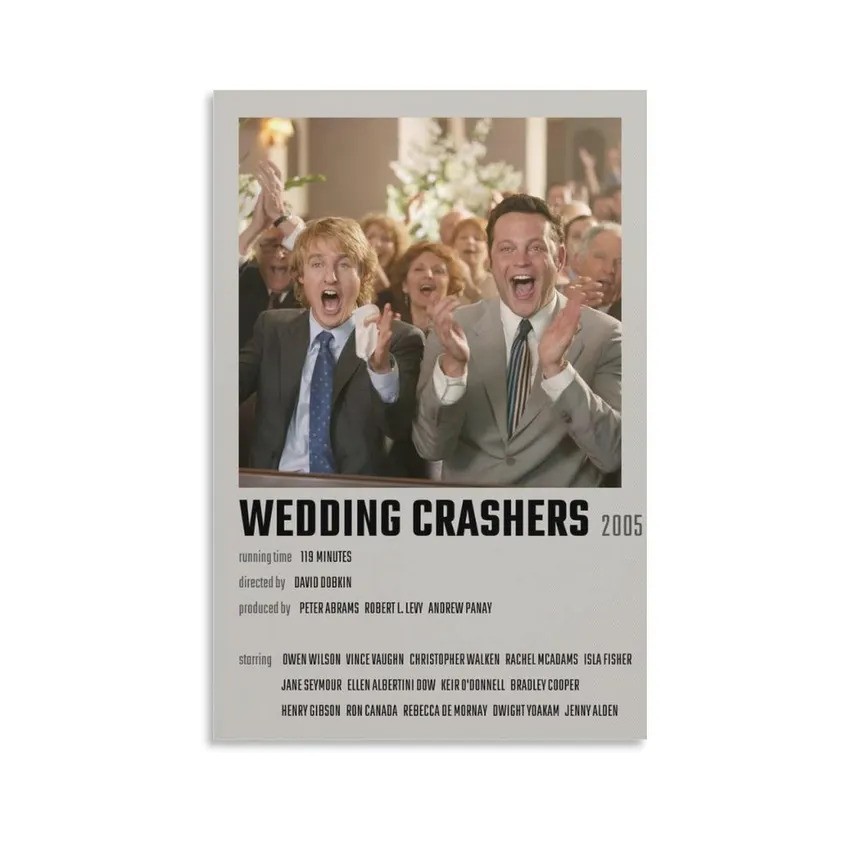 WEDDING CRASHERS 2005
running time 119 MINUTES
directed by DAVID DOBKIN
produced by PETER ABRAMS ROBERT L. LEVY ANDREW PANAY
starring OWEN WILSON VINCE VAUGHN CHRISTOPHER WALKEN RACHEL MCADAMS ISLA FISHER
JANE SEYMOUR ELLEN ALBERTINI DOW KEIR O'DONNELL BRADLEY COOPER
HENRY GIBSON RON CANADA REBECCA DE MORNAY DWIGHT YOAKAM JENNY ALDEN